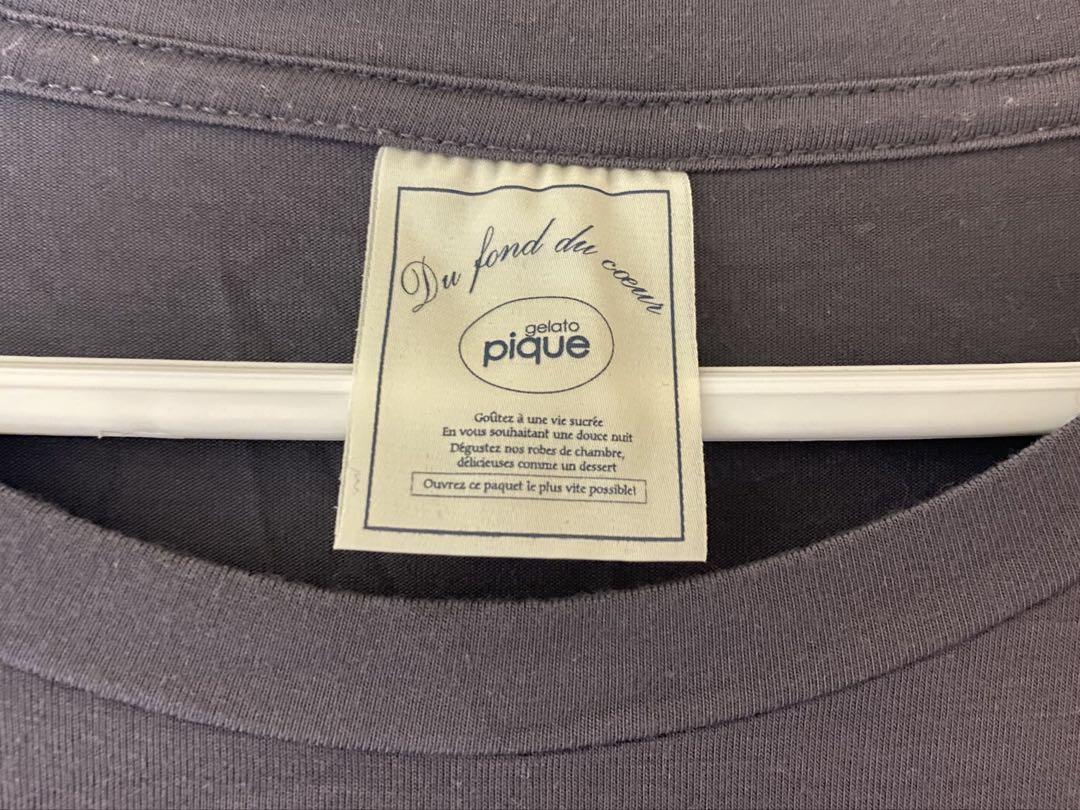 Du fond du cœur
gelato
pique
Goûtez à une vie sucrée
En vous souhaitant une douce nuit
Dégustez nos robes de chambre,
délicieuses comme un dessert
Ouvrez ce paquet le plus vite possible!